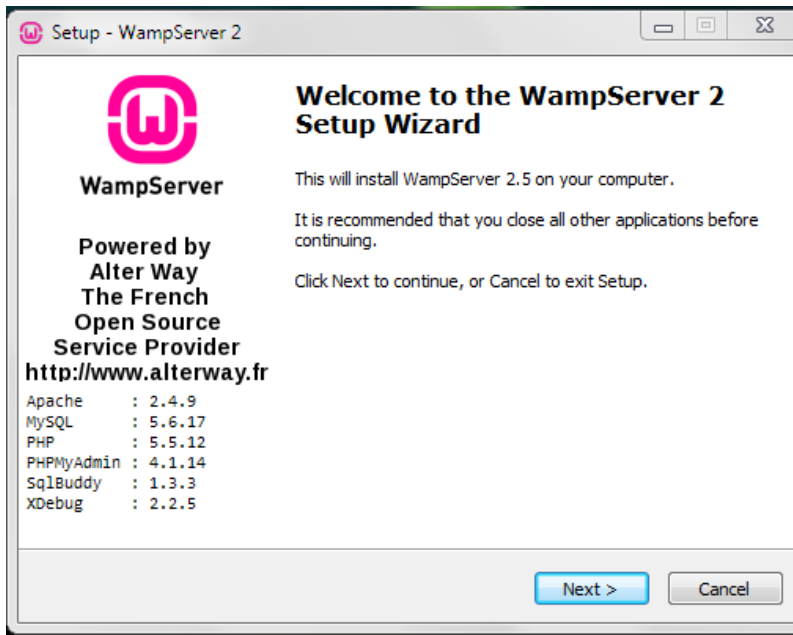 Setup - WampServer 2
WampServer
Powered by
Alter Way
The French
Open Source
Service Provider
http://www.alterway.fr
Apache : 2.4.9
MySQL : 5.6.17
PHP : 5.5.12
PHPMyAdmin : 4.1.14
SqlBuddy : 1.3.3
XDebug : 2.2.5
Welcome to the WampServer 2
Setup Wizard
This will install WampServer 2.5 on your computer.
It is recommended that you close all other applications before
continuing.
Click Next to continue, or Cancel to exit Setup.
Next >
Cancel